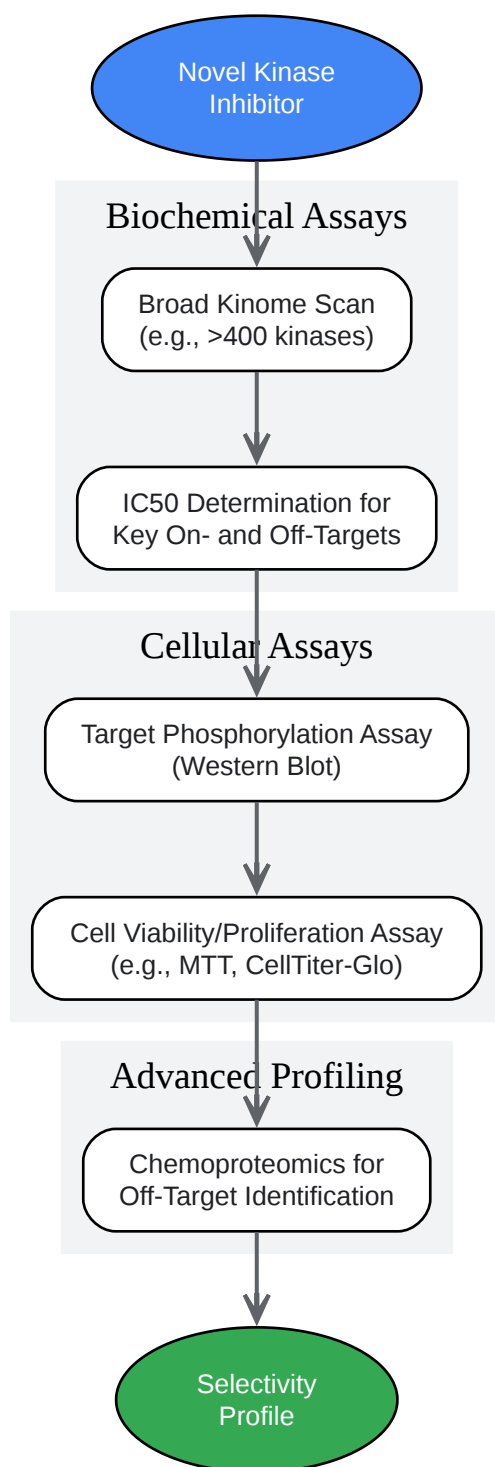 Novel Kinase
Inhibitor
Biochemical Assays
Broad Kinome Scan
(e.g., >400 kinases)
IC50 Determination for
Key On- and Off-Targets
Cellular Assays
Target Phosphorylation Assay
(Western Blot)
Cell Viability/Proliferation Assay
(e.g., MTT, CellTiter-Glo)
Advanced Profiling
Chemoproteomics for
Off-Target Identification
Selectivity
Profile